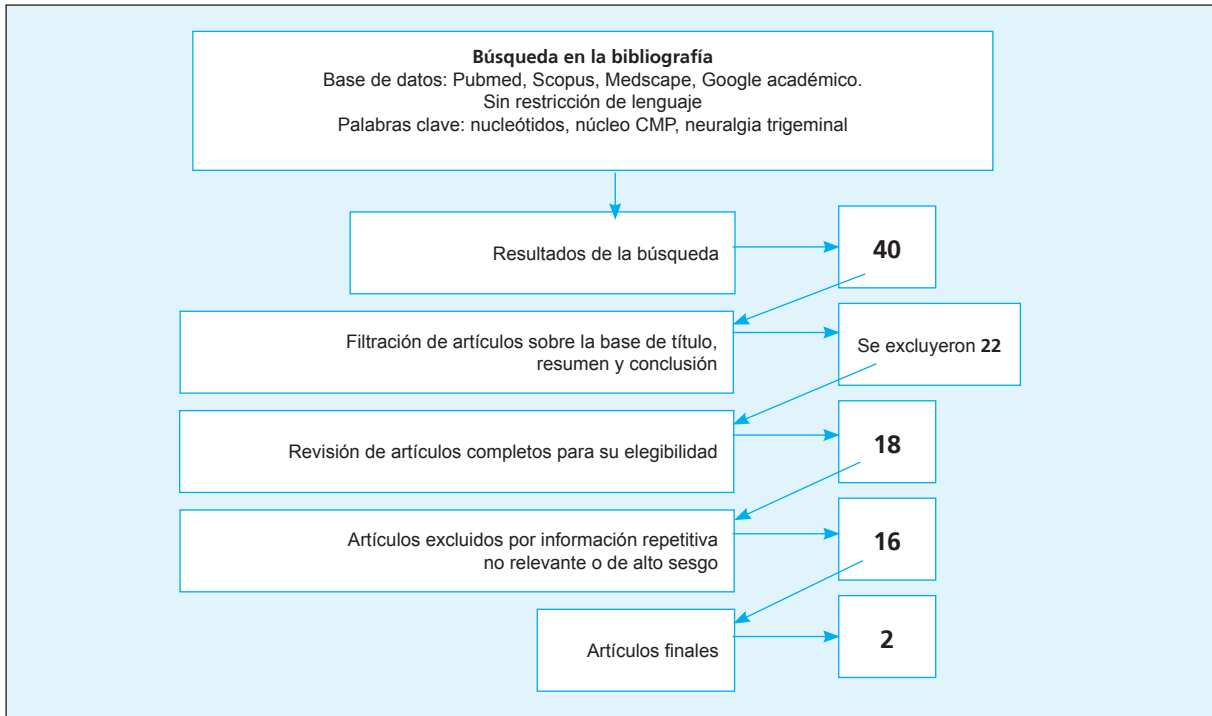 Búsqueda en la bibliografía
Base de datos: Pubmed, Scopus, Medscape, Google académico.
Sin restricción de lenguaje
Palabras clave: nucleótidos, núcleo CMP, neuralgia trigeminal
Resultados de la búsqueda
40
Filtración de artículos sobre la base de título,
resumen y conclusión
Se excluyeron 22
Revisión de artículos completos para su elegibilidad
18
Artículos excluidos por información repetitiva
no relevante o de alto sesgo
16
Artículos finales
2